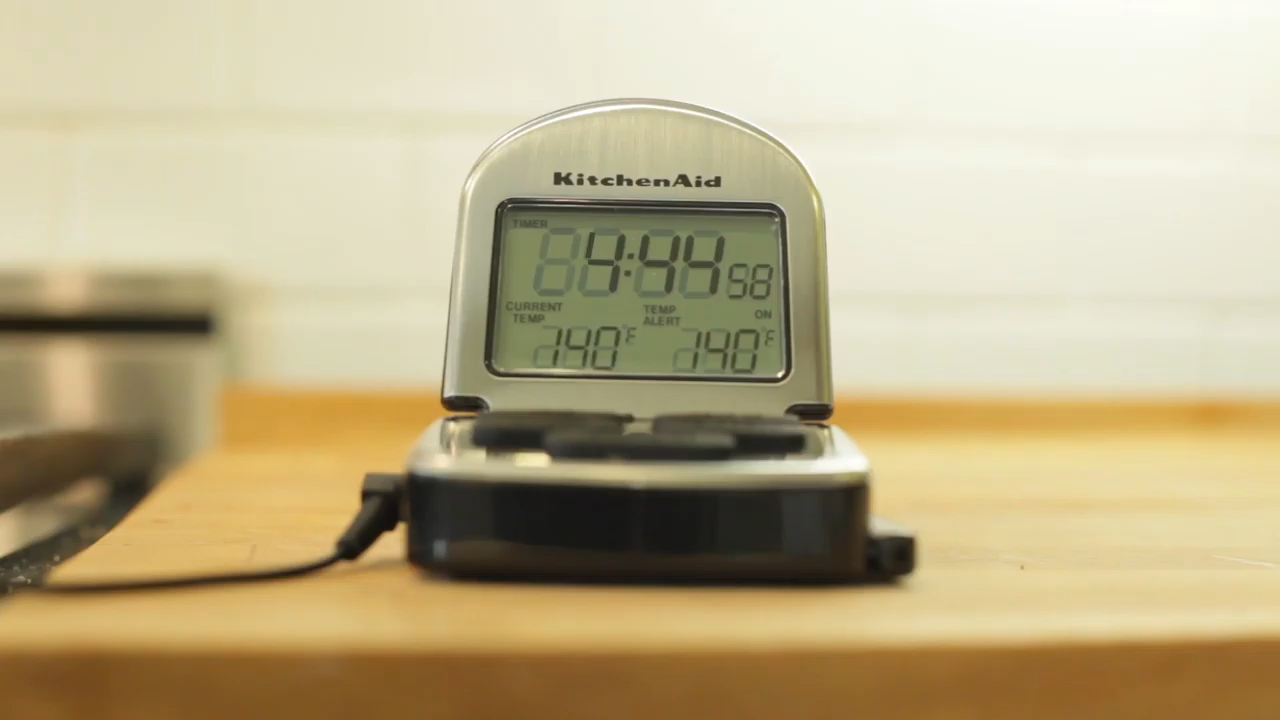 KitchenAid
TIMER
4:44 58
CURRENT TEMP ALERT ON
TEMP
140°F 140°F